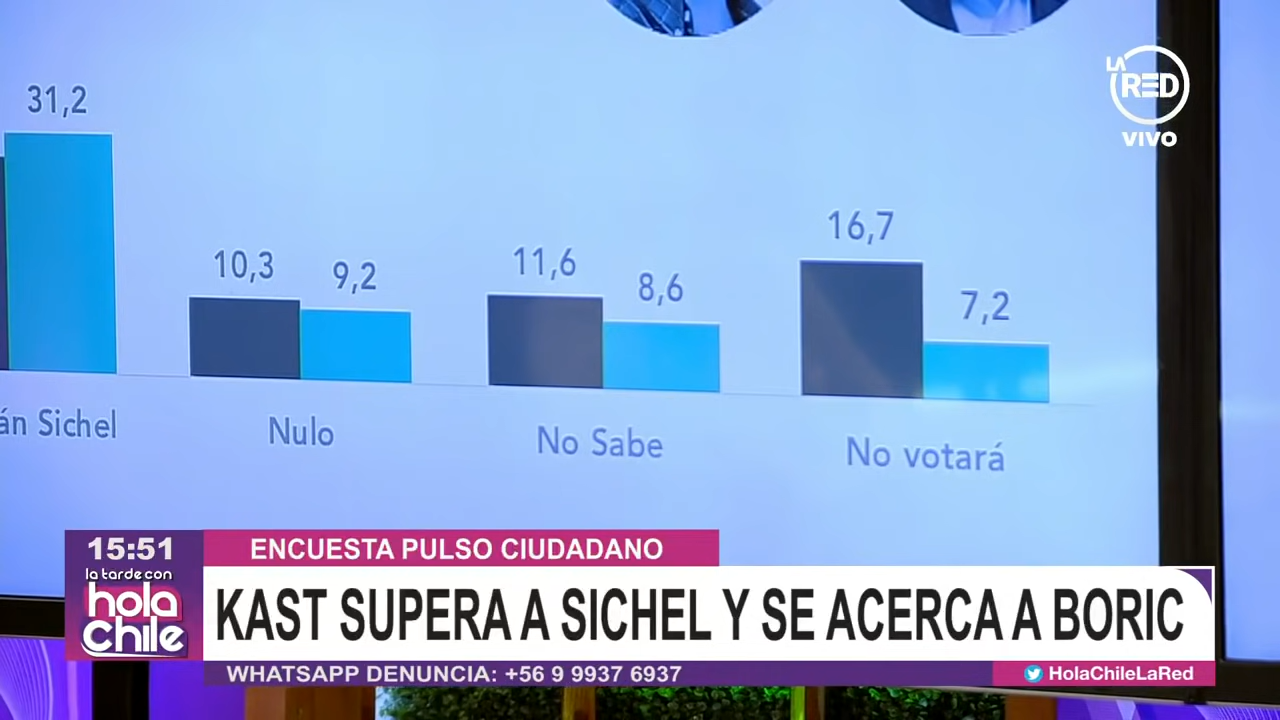 LA RED
VIVO
31,2
10,3
9,2
11,6
8,6
16,7
7,2
án Sichel
Nulo
No Sabe
No votará
15:51
la tarde con
hola
Chile
ENCUESTA PULSO CIUDADANO
KAST SUPERA A SICHEL Y SE ACERCA A BORIC
WHATSAPP DENUNCIA: +56 9 9937 6937
HolaChileLaRed